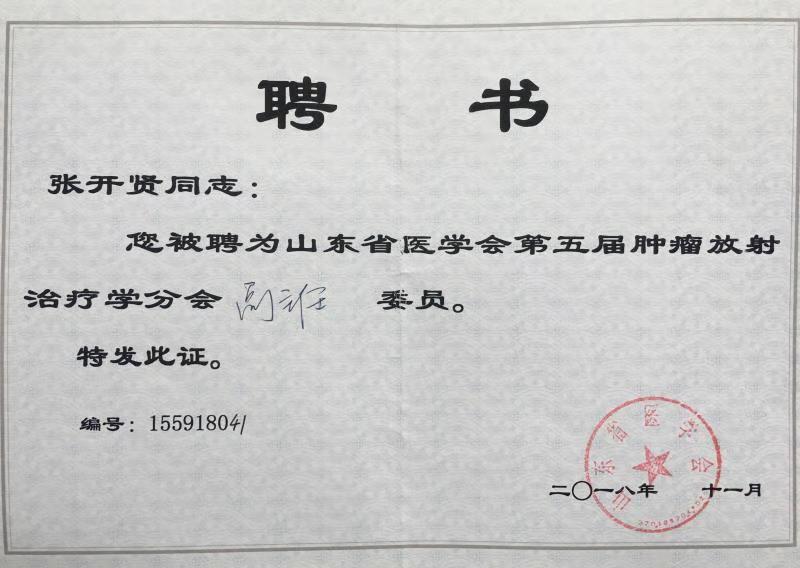 聘 书
张开贤同志：
您被聘为山东省医学会第五届肿瘤放射
治疗学分会 副主任 委员。
特发此证。
编号：155918041
山东省医学会
二〇一八年 十一月